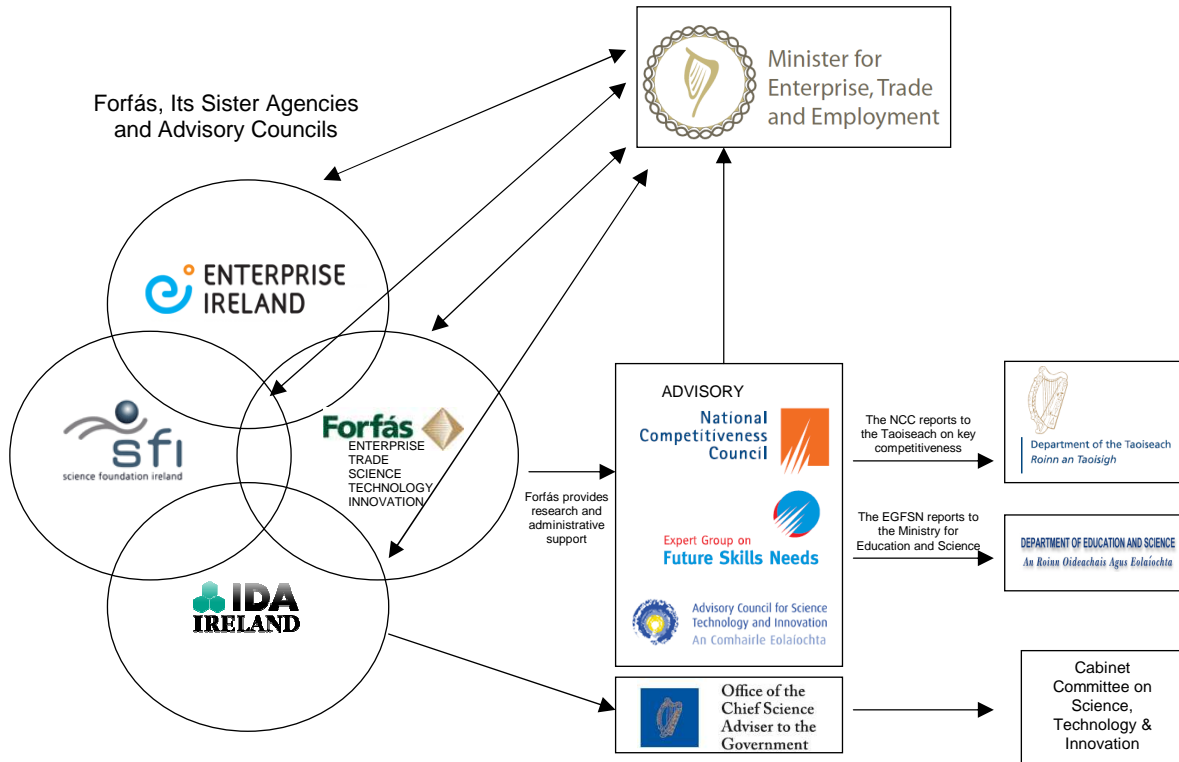 Forfás, Its Sister Agencies
and Advisory Councils
Minister for
Enterprise, Trade
and Employment
ENTERPRISE
IRELAND
sfi
science foundation ireland
Forfás
ENTERPRISE
TRADE
SCIENCE
TECHNOLOGY
INNOVATION
IDA
IRELAND
Forfás provides
research and
administrative
support
ADVISORY
National
Competitiveness
Council
Expert Group on
Future Skills Needs
Advisory Council for Science
Technology and Innovation
An Comhairle Eolaíochta
Office of the
Chief Science
Adviser to the
Government
The NCC reports to
the Taoiseach on key
competitiveness
The EGFSN reports to
the Ministry for
Education and Science
Department of the Taoiseach
Roinn an Taoisigh
DEPARTMENT OF EDUCATION AND SCIENCE
An Roinn Oideachais Agus Eolaíochta
Cabinet
Committee on
Science,
Technology &
Innovation